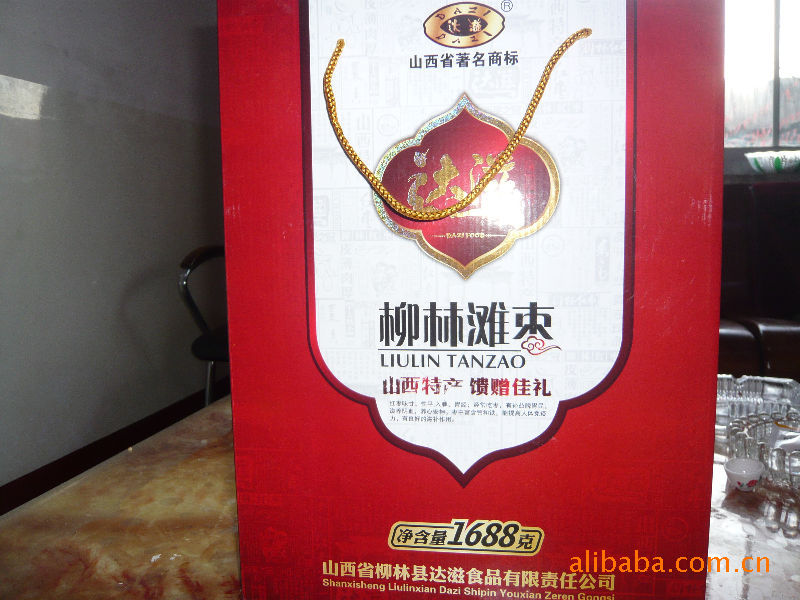 DAZI
®
山西省著名商标
达滋
DAZI FOOD
柳林滩枣
LIULIN TANZAO
山西特产 馈赠佳礼
净含量1688克
山西省柳林县达滋食品有限责任公司
Shanxisheng Liulinxian Dazi Shipin Youxian Zeren Gongsi
alibaba.com.cn